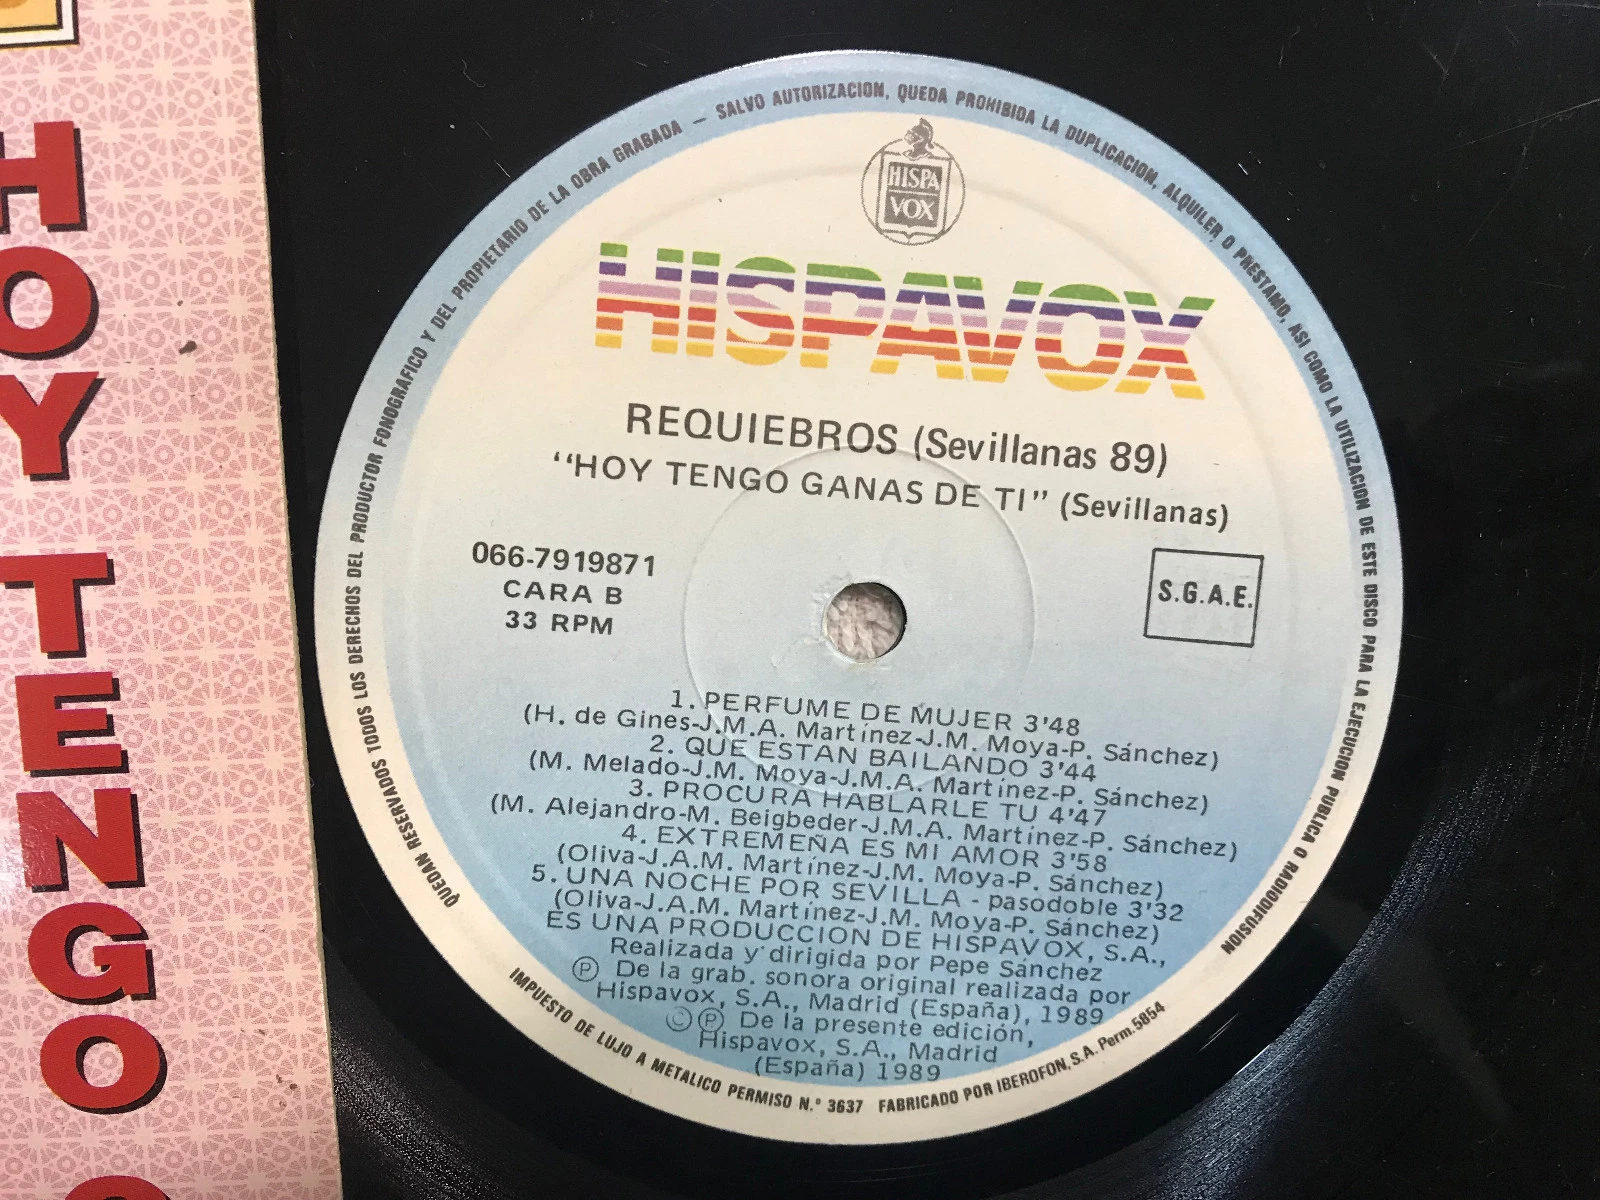 HOY TENGO
QUEDAN RESERVADOS TODOS LOS DERECHOS DEL PRODUCTOR FONOGRAFICO Y DEL PROPIETARIO DE LA OBRA GRABADA — SALVO AUTORIZACION, QUEDA PROHIBIDA LA DUPLICACION, ALQUILER O PRESTAMO, ASI COMO LA UTILIZACION DE ESTE DISCO PARA LA EJECUCION PUBLICA O RADIODIFUSION
HISPA
VOX
HISPAVOX
REQUIEBROS (Sevillanas 89)
"HOY TENGO GANAS DE TI" (Sevillanas)
066-7919871
CARA B
33 RPM
S.G.A.E.
1. PERFUME DE MUJER 3'48
(H. de Gines-J.M.A. Martínez-J.M. Moya-P. Sánchez)
2. QUE ESTAN BAILANDO 3'44
(M. Melado-J.M. Moya-J.M.A. Martínez-P. Sánchez)
3. PROCURA HABLARLE TU 4'47
(M. Alejandro-M. Beigbeder-J.M.A. Martínez-P. Sánchez)
4. EXTREMEÑA ES MI AMOR 3'58
(Oliva-J.A.M. Martínez-J.M. Moya-P. Sánchez)
5. UNA NOCHE POR SEVILLA - pasodoble 3'32
(Oliva-J.A.M. Martínez-J.M. Moya-P. Sánchez)
ES UNA PRODUCCION DE HISPAVOX, S.A.,
Realizada y dirigida por Pepe Sánchez
Ⓟ De la grab. sonora original realizada por
Hispavox, S.A., Madrid (España), 1989
© Ⓟ De la presente edición,
Hispavox, S.A., Madrid
(España) 1989
IMPUESTO DE LUJO A METALICO PERMISO N.º 3637 FABRICADO POR IBEROFON, S.A. Perm. 5854